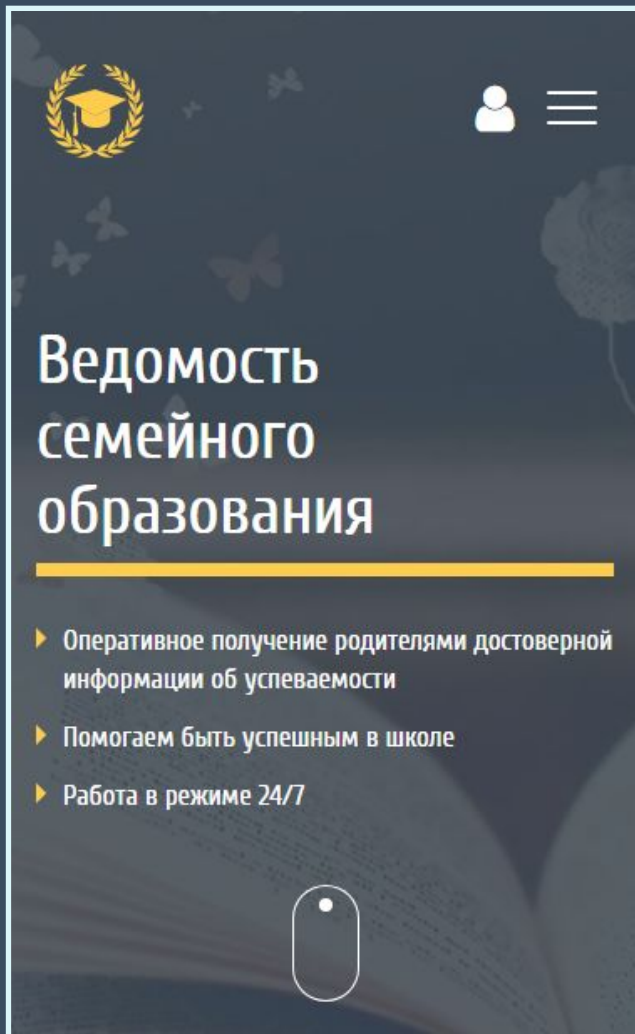 Ведомость
семейного
образования
Оперативное получение родителями достоверной
информации об успеваемости
Помогаем быть успешным в школе
Работа в режиме 24/7